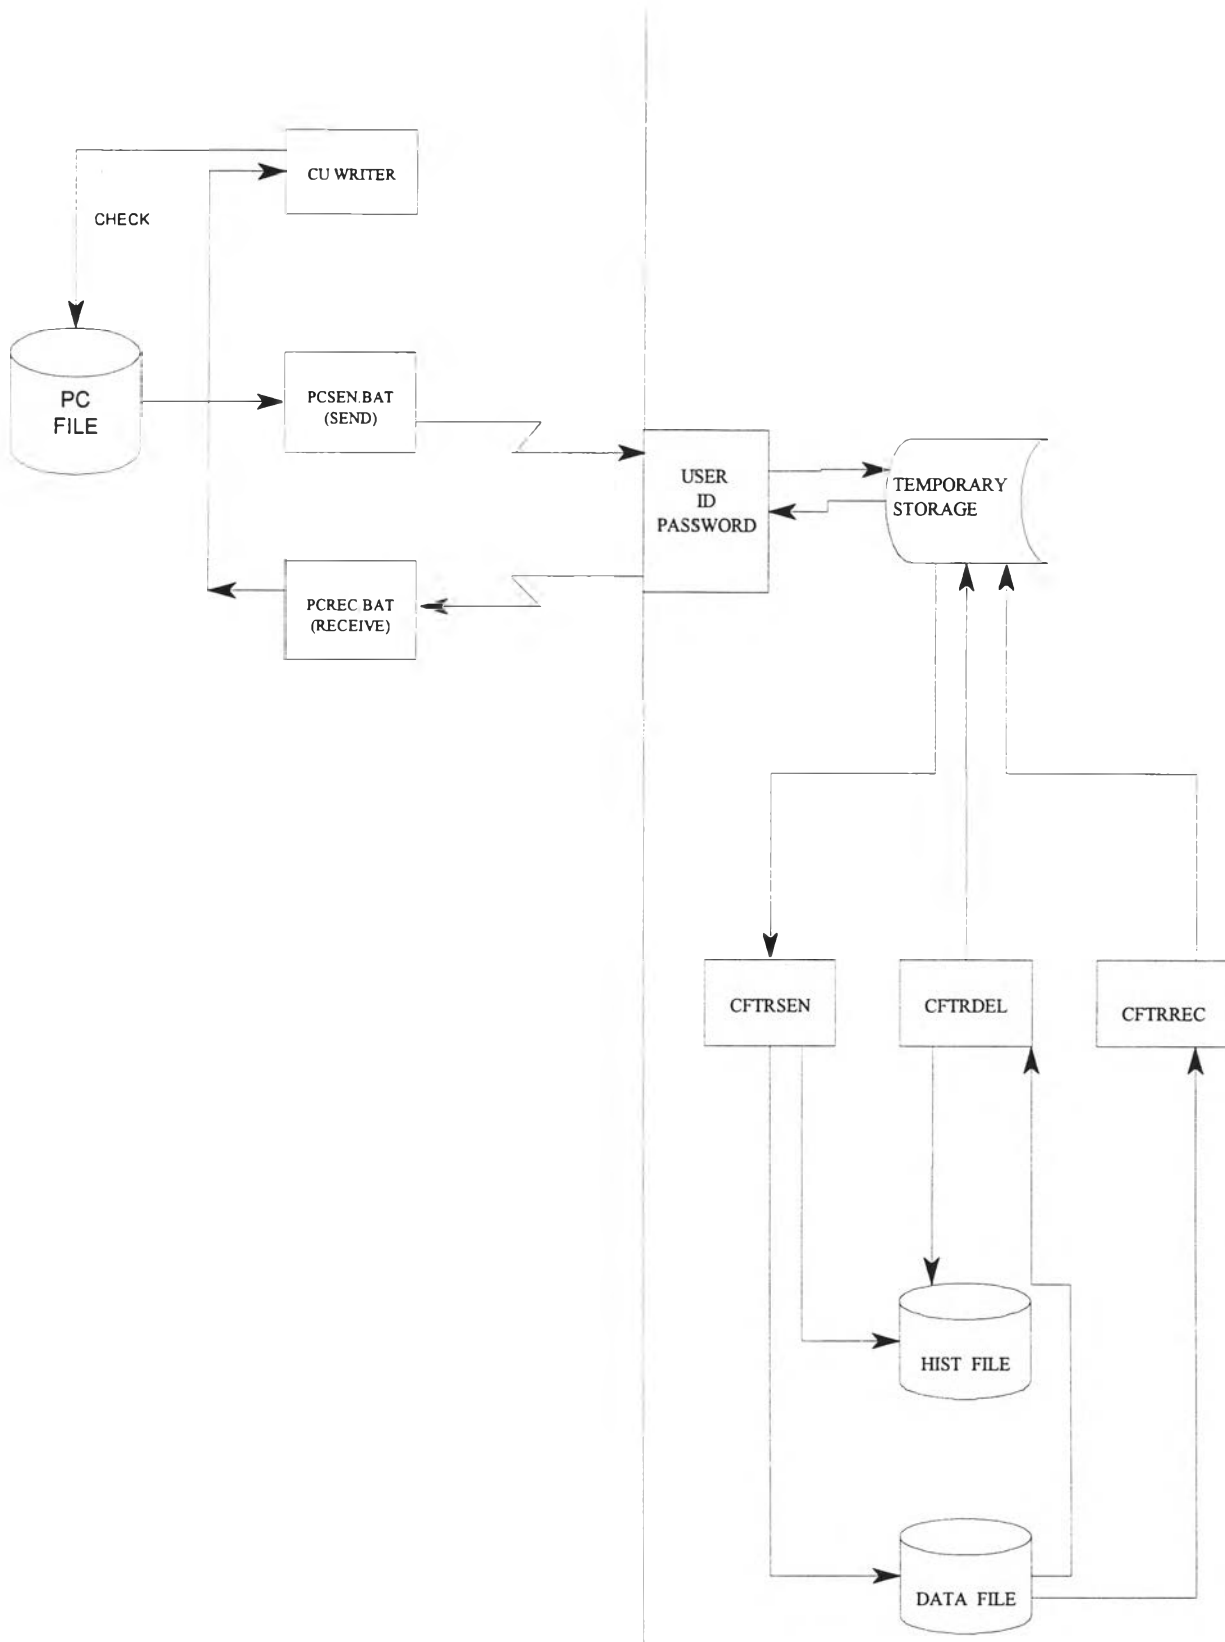 CU WRITER
CHECK
PC
FILE
PCSEN.BAT
(SEND)
USER
ID
PASSWORD
TEMPORARY
STORAGE
PCREC.BAT
(RECEIVE)
CFTRSEN
CFTRDEL
CFTRREC
HIST FILE
DATA FILE